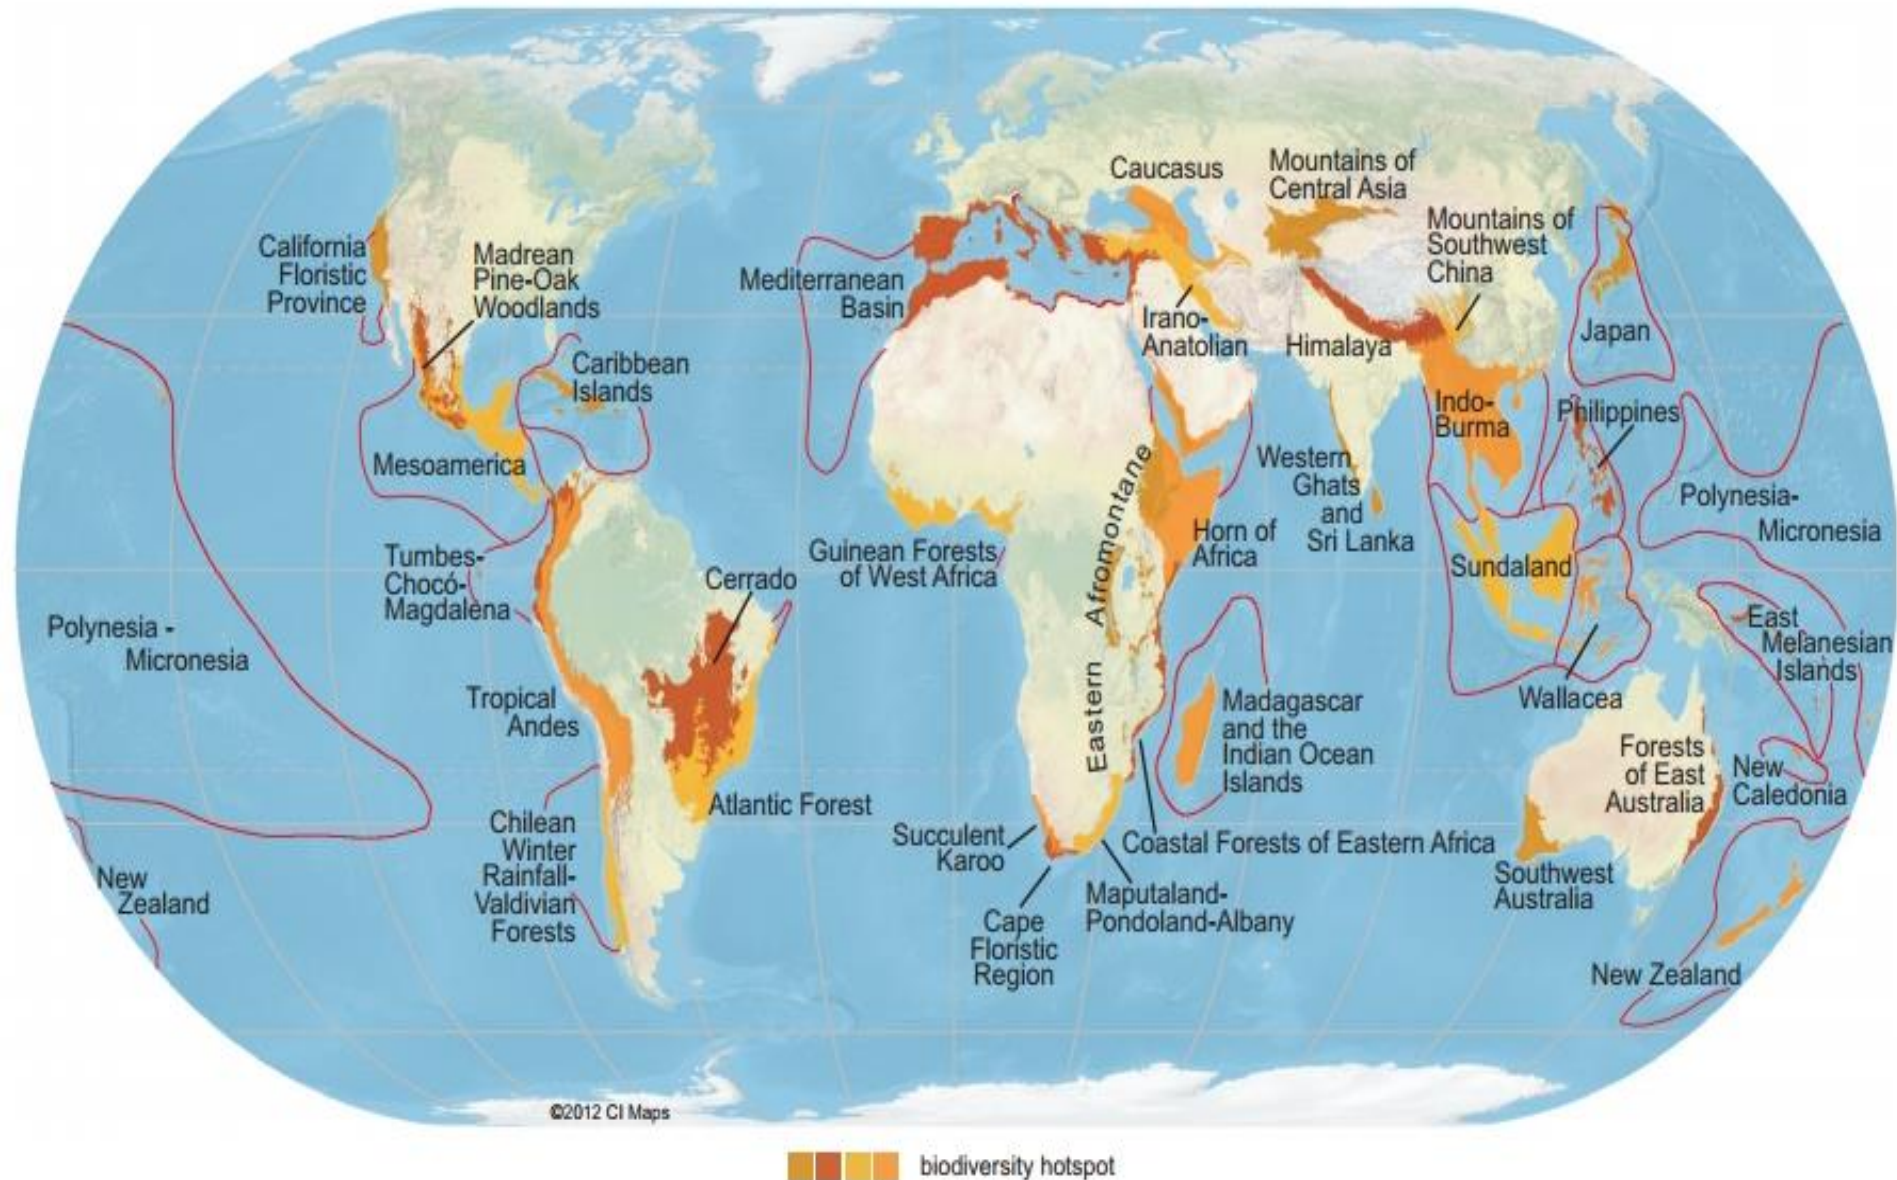 Caucasus
Mountains of
Central Asia
Mountains of
Southwest
China
California
Floristic
Province
Madrean
Pine-Oak
Woodlands
Mediterranean
Basin
Irano-
Anatolian
Himalaya
Japan
Caribbean
Islands
Indo-
Burma
Philippines
Mesoamerica
Western
Ghats
and
Sri Lanka
Polynesia-
Micronesia
Horn of
Africa
Guinean Forests
of West Africa
Eastern Afromontane
Sundaland
Tumbes-
Chocó-
Magdalena
Cerrado
Polynesia -
Micronesia
East
Melanesian
Islands
Wallacea
Tropical
Andes
Madagascar
and the
Indian Ocean
Islands
Forests
of East
Australia
New
Caledonia
Atlantic Forest
Chilean
Winter
Rainfall-
Valdivian
Forests
Succulent
Karoo
Coastal Forests of Eastern Africa
Southwest
Australia
New
Zealand
Maputaland-
Pondoland-Albany
Cape
Floristic
Region
New Zealand
©2012 CI Maps
biodiversity hotspot